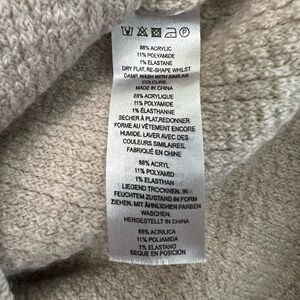 88% ACRYLIC
11% POLYAMIDE
1% ELASTANE
DRY FLAT, RE-SHAPE WHILST
DAMP, WASH WITH SIMILAR
COLOURS.
MADE IN CHINA
88% ACRYLIQUE
11% POLYAMIDE
1% ÉLASTHANNE
SÉCHER À PLAT,REDONNER
FORME AU VÊTEMENT ENCORE
HUMIDE. LAVER AVEC DES
COULEURS SIMILAIRES.
FABRIQUÉ EN CHINE
88% ACRYL
11% POLYAMID
1% ELASTHAN
LIEGEND TROCKNEN, IN
FEUCHTEM ZUSTAND IN FORM
ZIEHEN, MIT ÄHNLICHEN FARBEN
WASCHEN.
HERGESTELLT IN CHINA
88% ACRILICA
11% POLIAMIDA
1% ELASTANO
SEQUE EN POSICIÓN